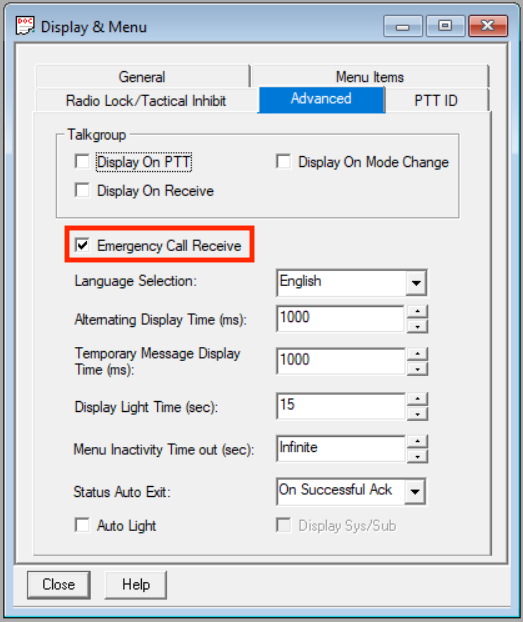 DOC
Display & Menu
General
Menu Items
Radio Lock/Tactical Inhibit
Advanced
PTT ID
Talkgroup
Display On PTT
Display On Mode Change
Display On Receive
Emergency Call Receive
Language Selection:
English
Alternating Display Time (ms):
1000
Temporary Message Display
Time (ms):
1000
Display Light Time (sec):
15
Menu Inactivity Time out (sec):
Infinite
Status Auto Exit:
On Successful Ack
Auto Light
Display Sys/Sub
Close
Help